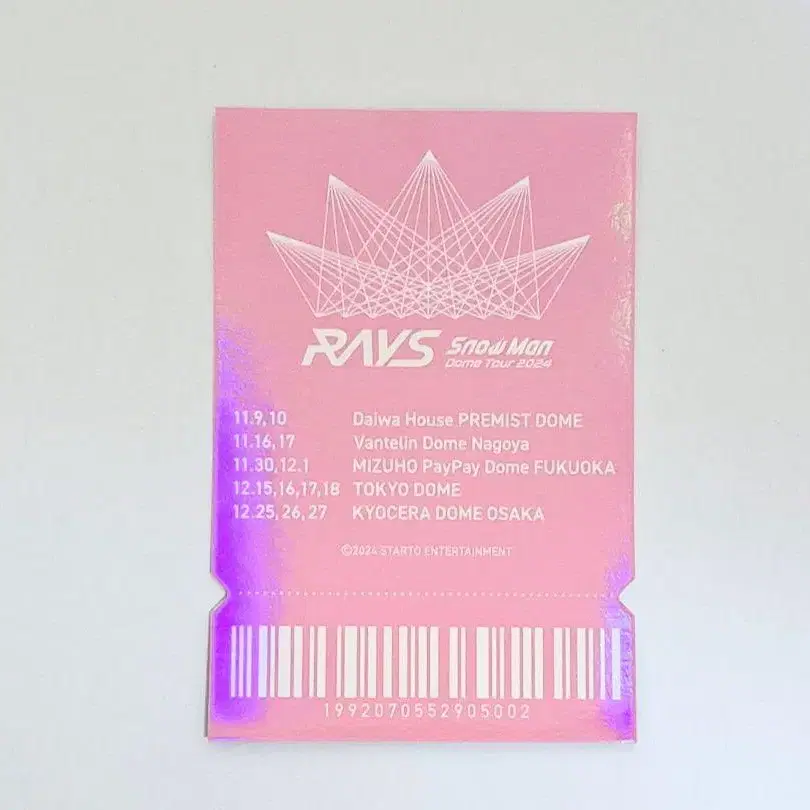 RAYS Snow Man
Dome Tour 2024
11.9,10 Daiwa House PREMIST DOME
11.16,17 Vantelin Dome Nagoya
11.30,12.1 MIZUHO PayPay Dome FUKUOKA
12.15,16,17,18 TOKYO DOME
12.25,26,27 KYOCERA DOME OSAKA
©2024 STARTO ENTERTAINMENT
1992070552905002